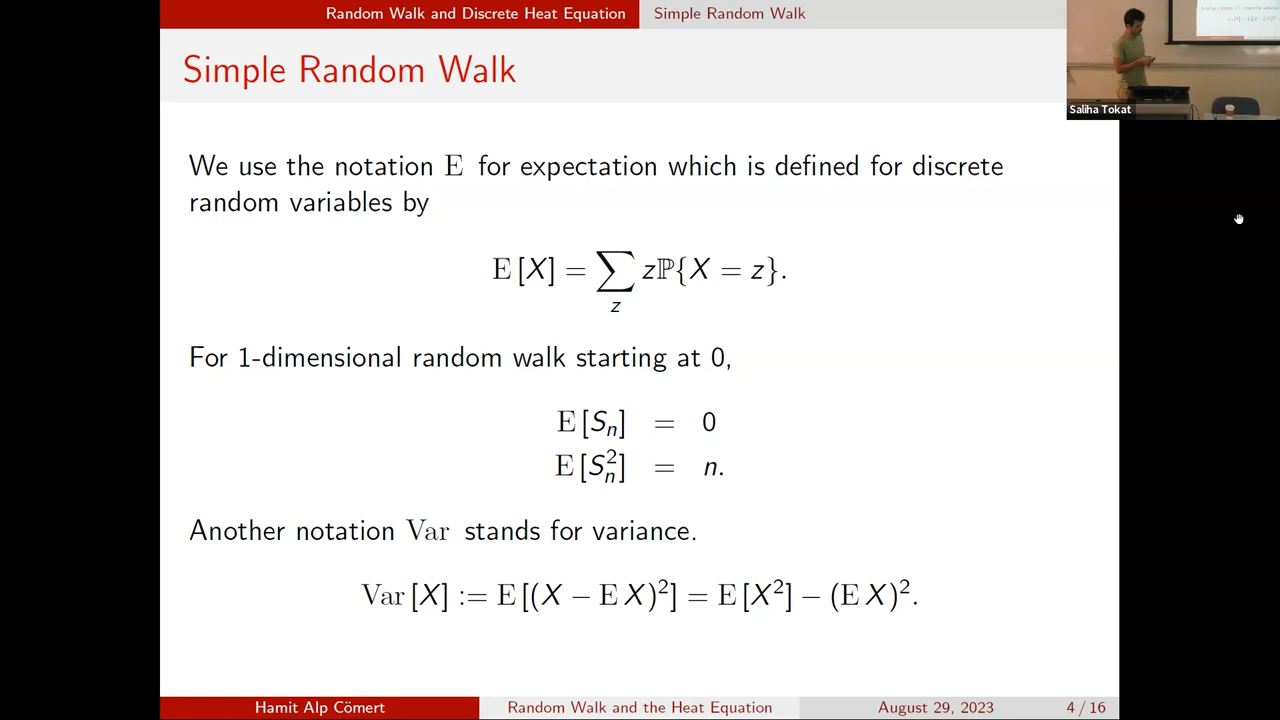 Random Walk and Discrete Heat Equation Simple Random Walk
Simple Random Walk
Saliha Tokat
We use the notation E for expectation which is defined for discrete
random variables by
E [X] = ∑_z zℙ{X = z}.
For 1-dimensional random walk starting at 0,
E [S_n] = 0
E [S_n^2] = n.
Another notation Var stands for variance.
Var [X] := E [(X − E X)^2] = E [X^2] − (E X)^2.
Hamit Alp Cömert Random Walk and the Heat Equation August 29, 2023 4 / 16